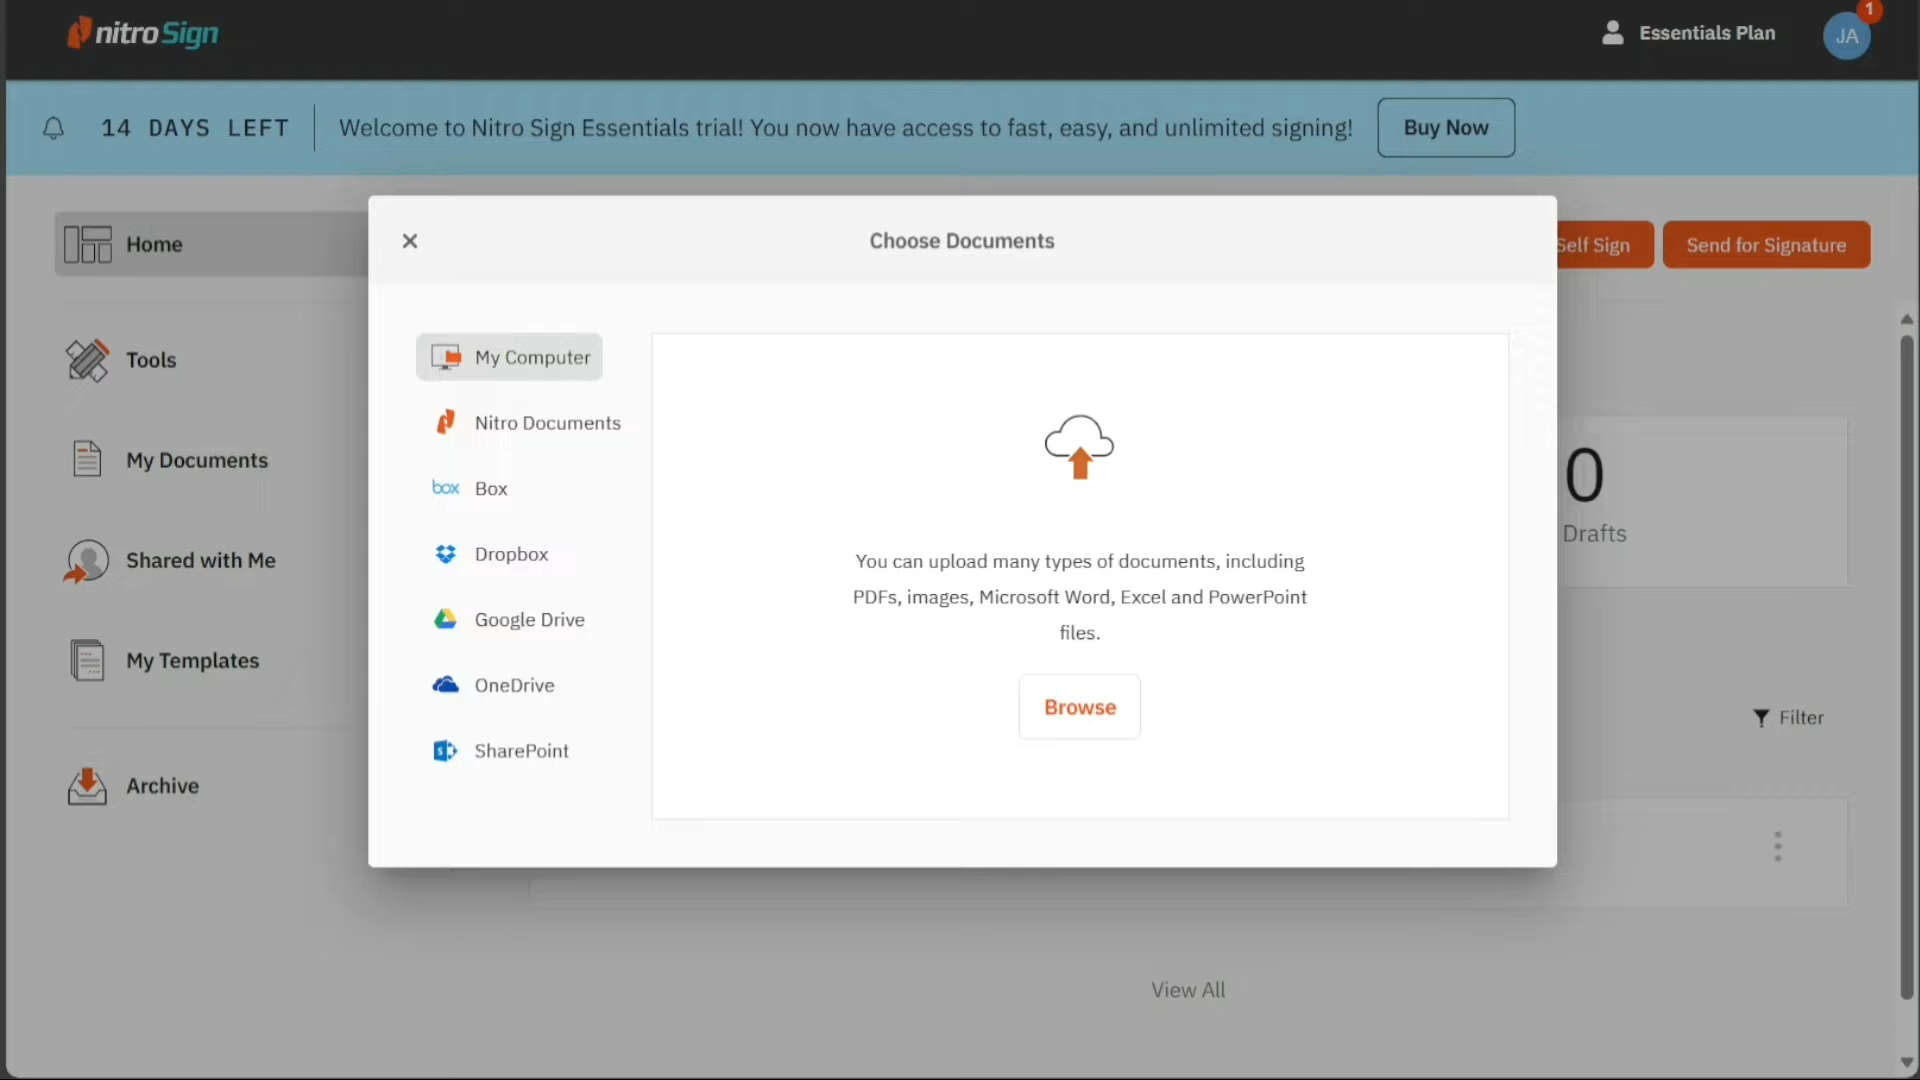 nitro Sign
Essentials Plan
JA
1
14 DAYS LEFT
Welcome to Nitro Sign Essentials trial! You now have access to fast, easy, and unlimited signing!
Buy Now
Home
Tools
My Documents
Shared with Me
My Templates
Archive
Choose Documents
My Computer
Nitro Documents
box Box
Dropbox
Google Drive
OneDrive
S SharePoint
You can upload many types of documents, including
PDFs, images, Microsoft Word, Excel and PowerPoint
files.
Browse
Self Sign
Send for Signature
0
Drafts
Filter
View All